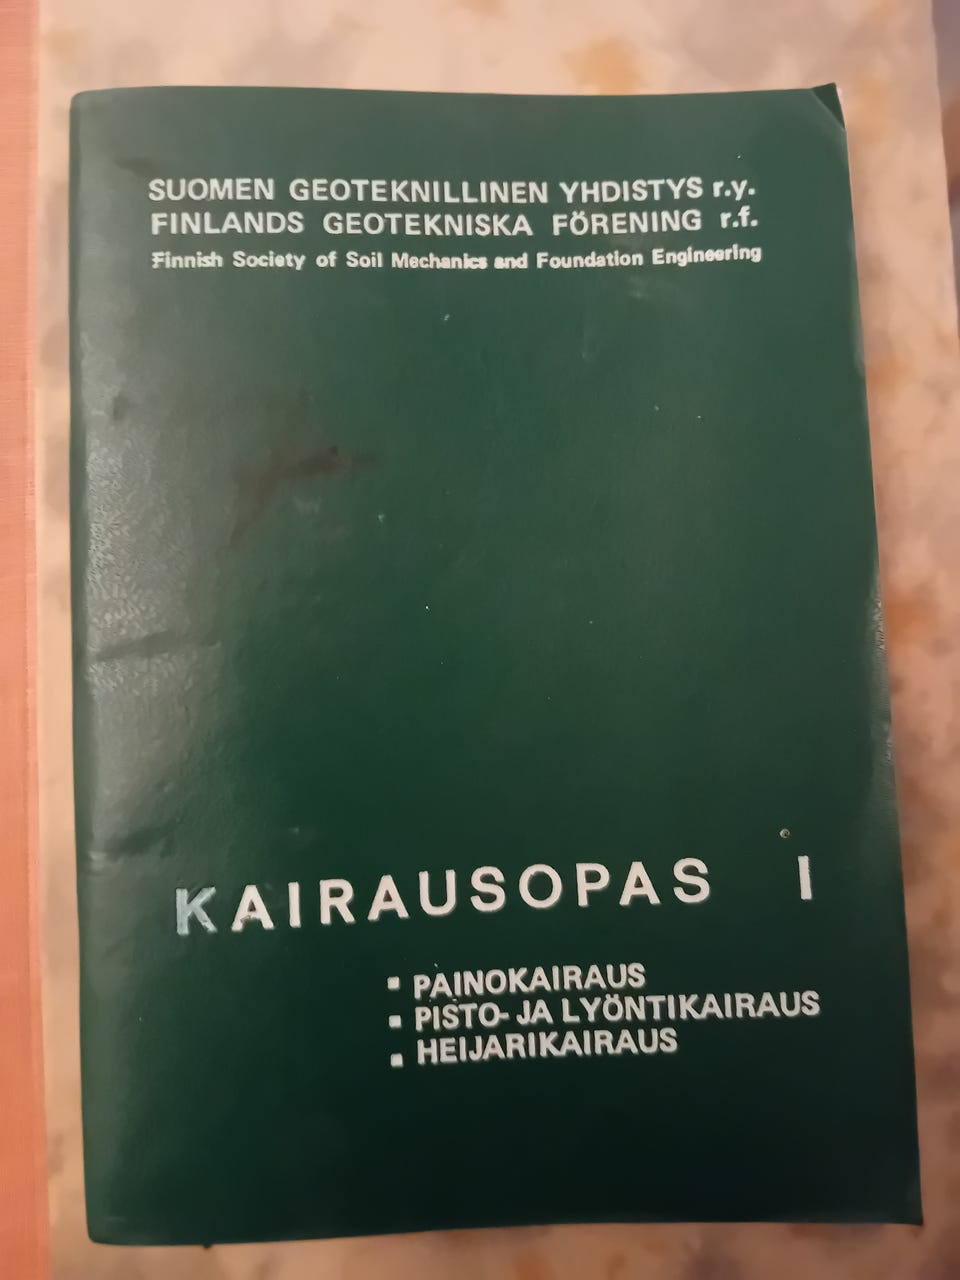 SUOMEN GEOTEKNILLINEN YHDISTYS r.y.
FINLANDS GEOTEKNISKA FÖRENING r.f.
Finnish Society of Soil Mechanics and Foundation Engineering
KAIRAUSOPAS I
▪ PAINOKAIRAUS
▪ PISTO- JA LYÖNTIKAIRAUS
▪ HEIJARIKAIRAUS